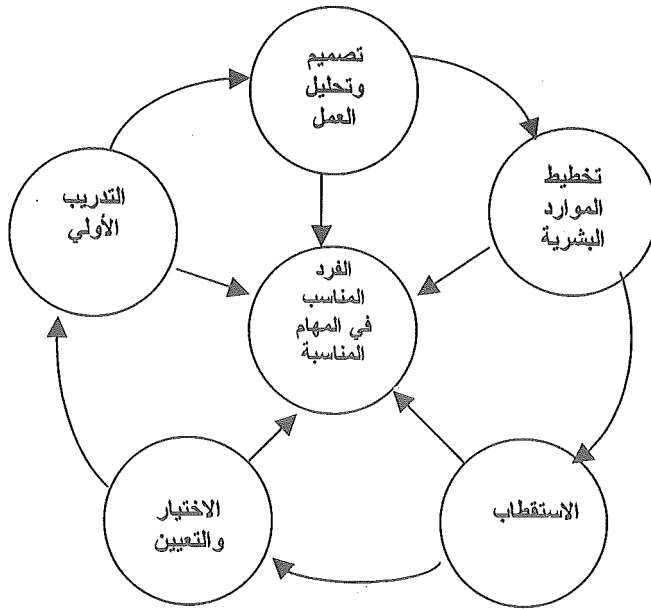 تصميم
وتحليل
العمل
تخطيط
الموارد
البشرية
التدريب
الأولي
الفرد
المناسب
في المهام
المناسبة
الاستقطاب
الاختيار
والتعيين